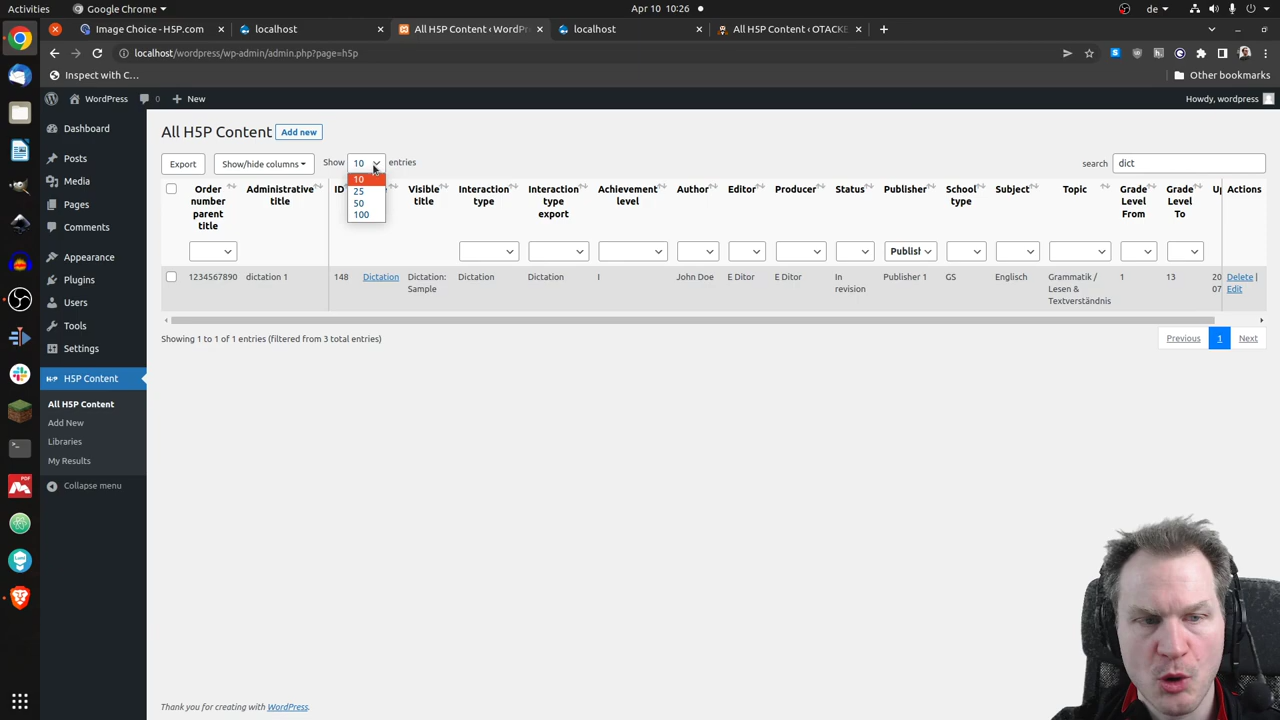 Activities
Google Chrome
Apr 10 10:26
de
Image Choice - H5P.com
localhost
All H5P Content ‹ WordPr
localhost
All H5P Content ‹ OTACKE
localhost/wordpress/wp-admin/admin.php?page=h5p
Inspect with C...
Other bookmarks
WordPress
0
New
Howdy, wordpress
Dashboard
Posts
Media
Pages
Comments
Appearance
Plugins
Users
Tools
Settings
H5P Content
All H5P Content
Add New
Libraries
My Results
Collapse menu
All H5P Content
Add new
Export
Show/hide columns
Show
10
entries
10
25
50
100
search
dict
Order number parent title
Administrative title
ID
Visible title
Interaction type
Interaction type export
Achievement level
Author
Editor
Producer
Status
Publisher
School type
Subject
Topic
Grade Level From
Grade Level To
Actions
Publish
1234567890
dictation 1
148
Dictation
Dictation: Sample
Dictation
Dictation
I
John Doe
E Ditor
E Ditor
In revision
Publisher 1
GS
Englisch
Grammatik / Lesen & Textverständnis
1
13
20
07
Delete |
Edit
Showing 1 to 1 of 1 entries (filtered from 3 total entries)
Previous
1
Next
Thank you for creating with WordPress.